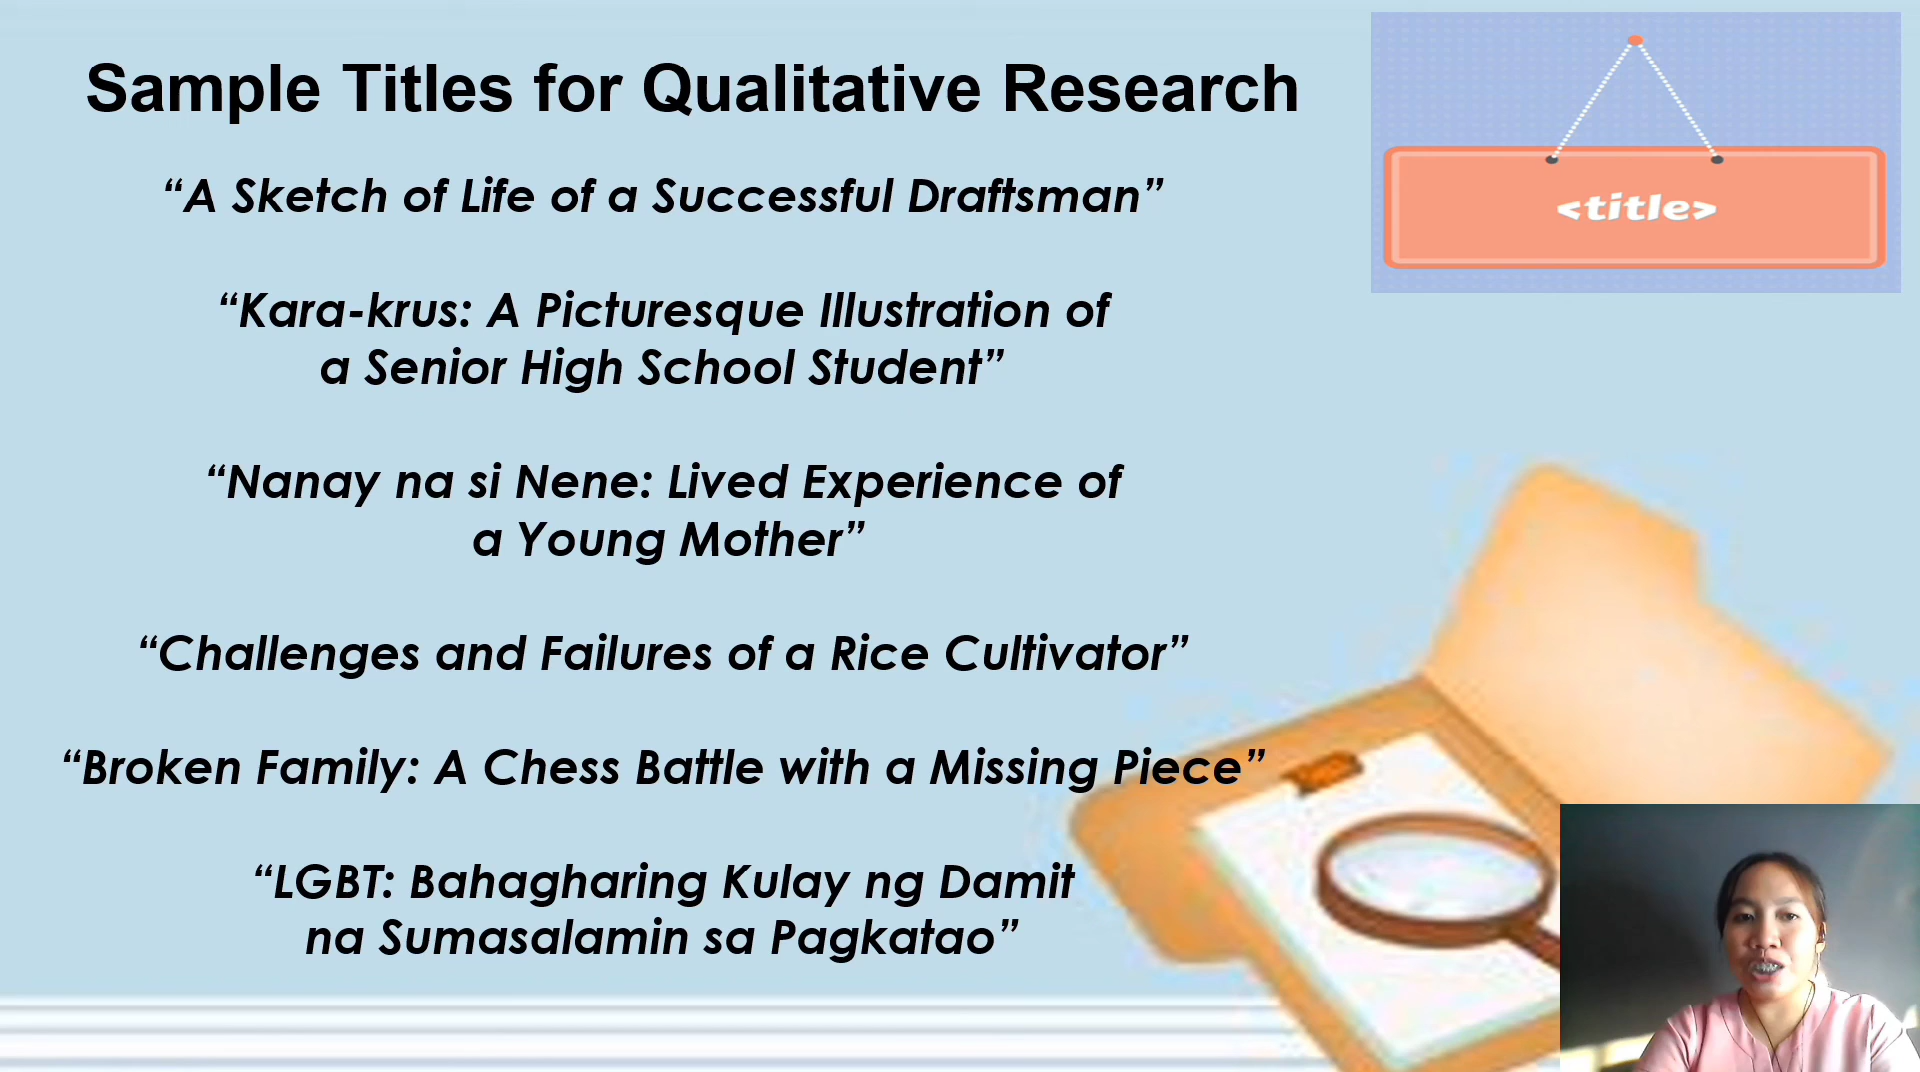 Sample Titles for Qualitative Research
“A Sketch of Life of a Successful Draftsman”
“Kara-krus: A Picturesque Illustration of
a Senior High School Student”
“Nanay na si Nene: Lived Experience of
a Young Mother”
“Challenges and Failures of a Rice Cultivator”
“Broken Family: A Chess Battle with a Missing Piece”
“LGBT: Bahagharing Kulay ng Damit
na Sumasalamin sa Pagkatao”
<title>